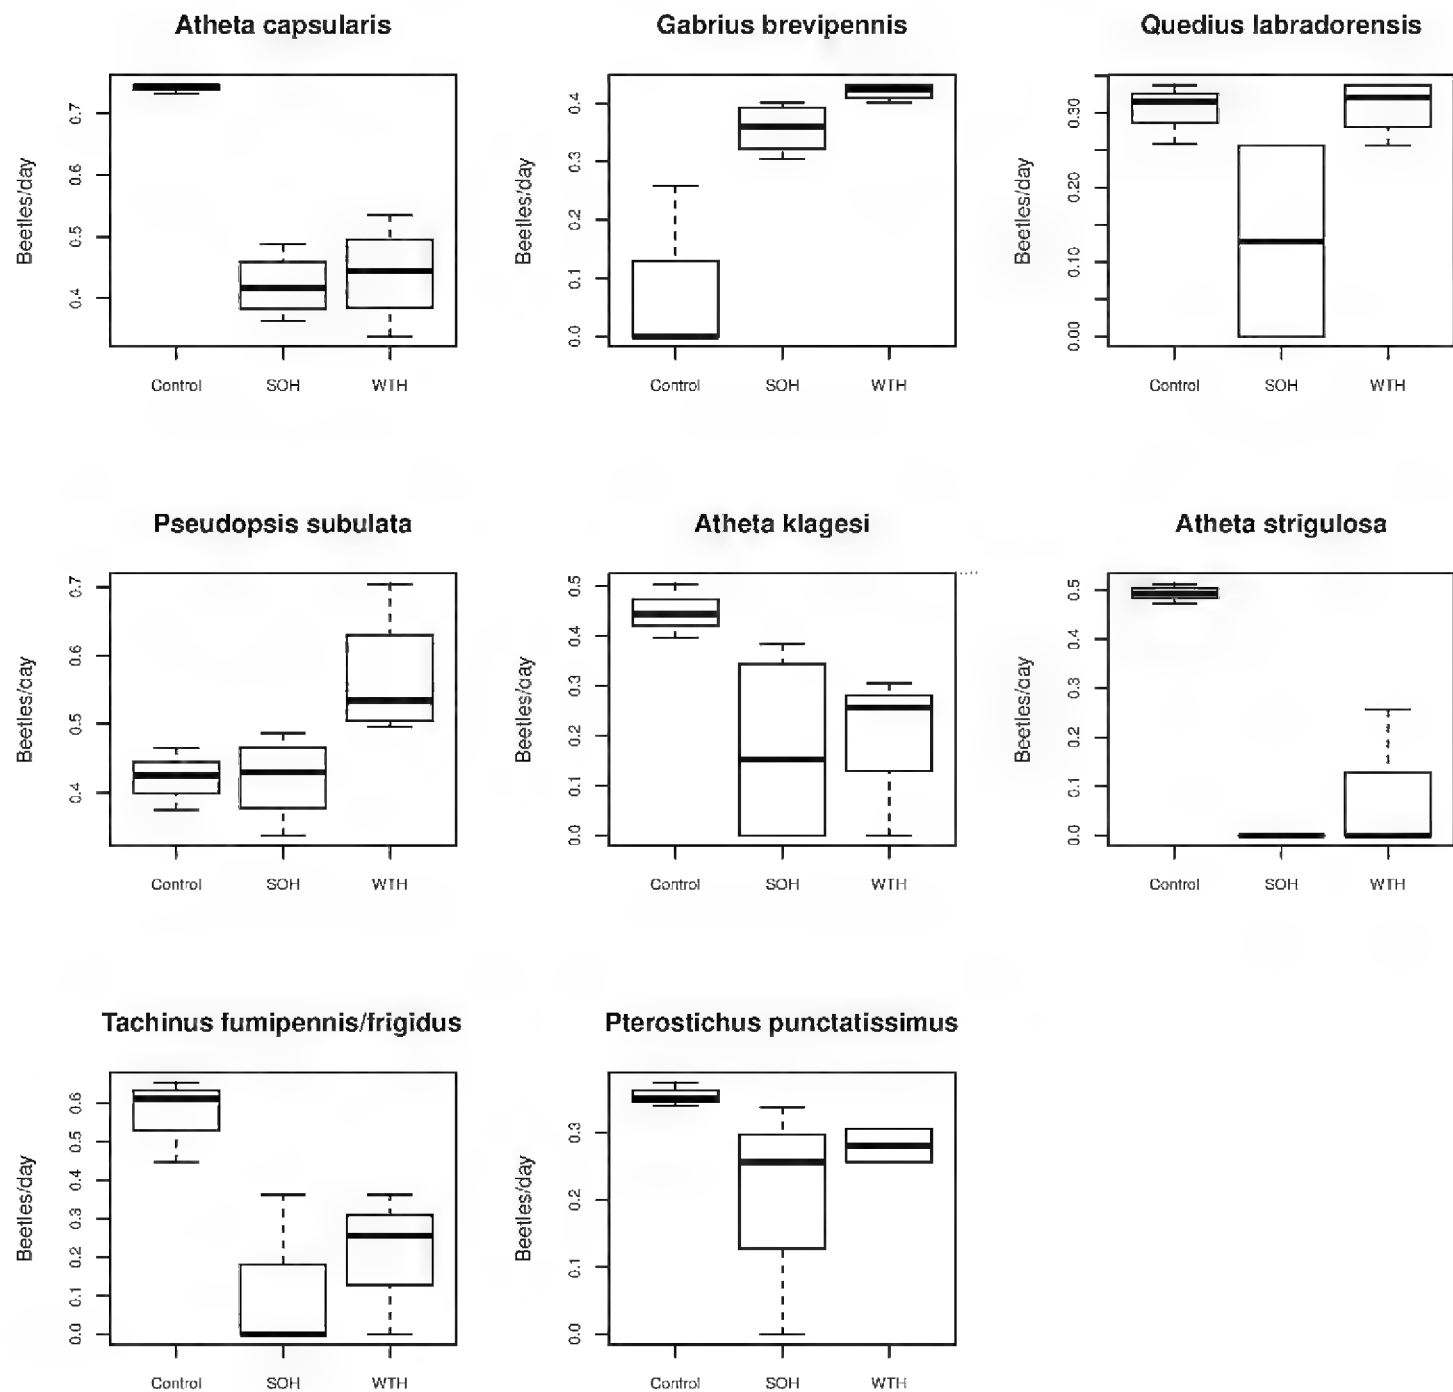 Atheta capsularis
Gabrius brevipennis
Quedius labradorensis
Beetles/day
0.4 0.5 0.6 0.7
Control SOH WTH
Beetles/day
0.0 0.1 0.2 0.3 0.4
Control SOH WTH
Beetles/day
0.00 0.10 0.20 0.30
Control SOH WTH
Pseudopsis subulata
Atheta klagesi
Atheta strigulosa
Beetles/day
0.4 0.5 0.6 0.7
Control SOH WTH
Beetles/day
0.0 0.1 0.2 0.3 0.4 0.5
Control SOH WTH
Beetles/day
0.0 0.1 0.2 0.3 0.4 0.5
Control SOH WTH
Tachinus fumipennis/frigidus
Pterostichus punctatissimus
Beetles/day
0.0 0.1 0.2 0.3 0.4 0.5 0.6
Control SOH WTH
Beetles/day
0.0 0.1 0.2 0.3
Control SOH WTH